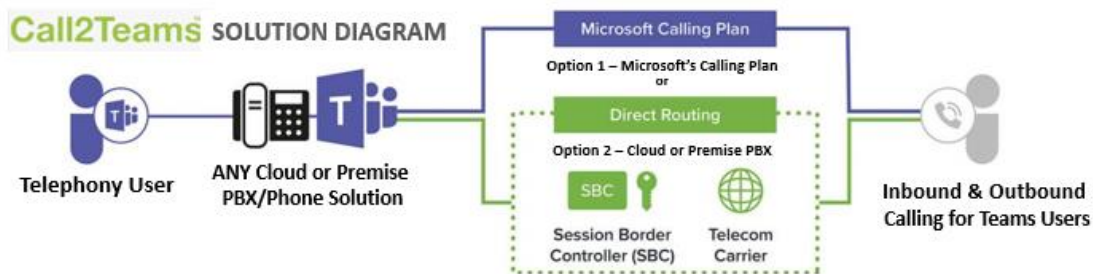 Call2Teams® SOLUTION DIAGRAM
Microsoft Calling Plan
Option 1 – Microsoft's Calling Plan
or
Direct Routing
Option 2 – Cloud or Premise PBX
T
T
SBC
Telephony User
ANY Cloud or Premise
PBX/Phone Solution
Session Border
Controller (SBC)
Telecom
Carrier
Inbound & Outbound
Calling for Teams Users